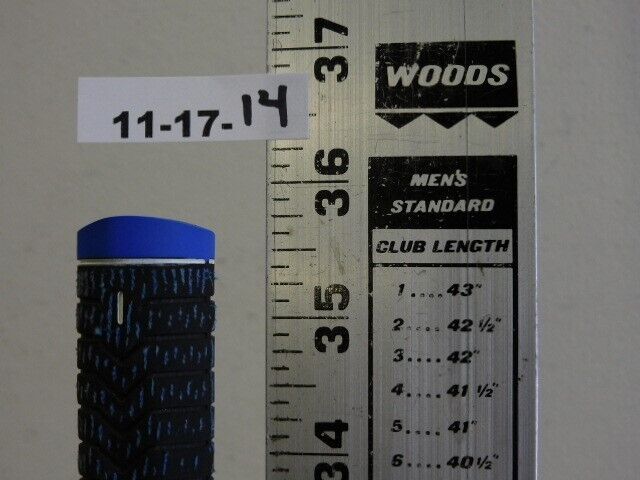 11-17-14
37
36
35
34
WOODS
MEN'S
STANDARD
CLUB LENGTH
1....43"
2....42 1/2"
3....42"
4....41 1/2"
5....41"
6....40 1/2"